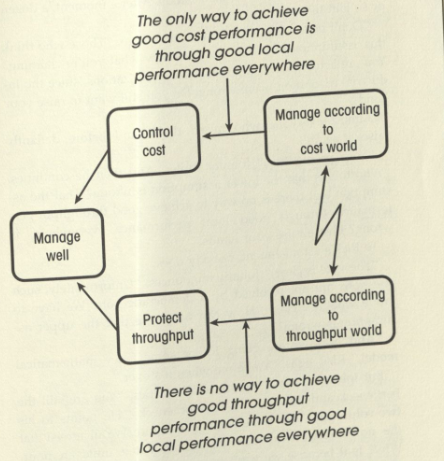 The only way to achieve
good cost performance is
through good local
performance everywhere
Control
cost
Manage according
to
cost world
Manage
well
Protect
throughput
Manage according
to
throughput world
There is no way to achieve
good throughput
performance through good
local performance everywhere